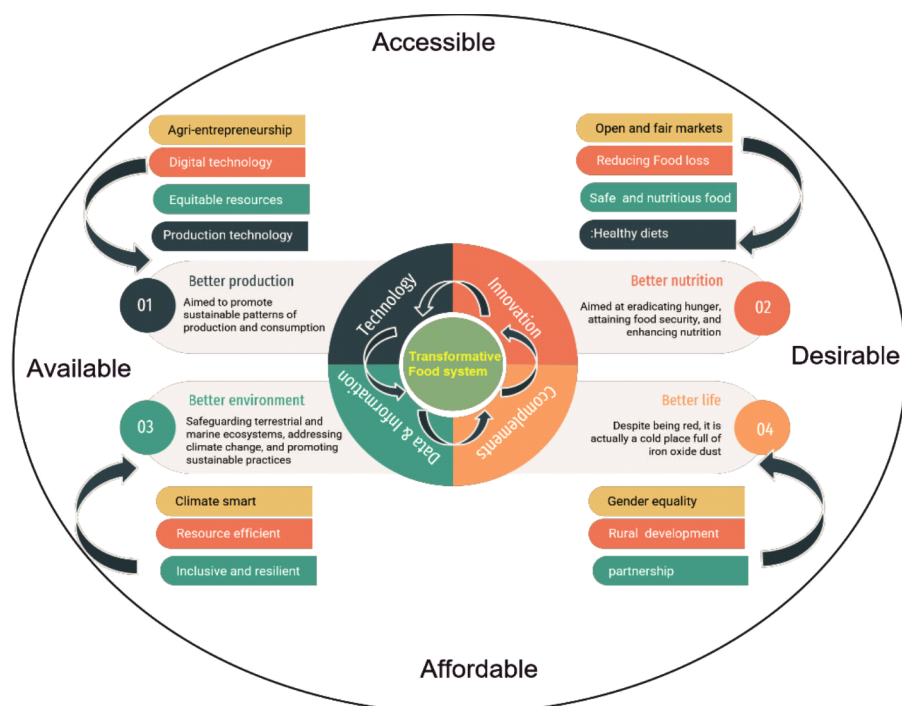 Accessible
Agri-entrepreneurship
Digital technology
Equitable resources
Production technology
Open and fair markets
Reducing Food loss
Safe and nutritious food
:Healthy diets
01
Better production
Aimed to promote
sustainable patterns of
production and consumption
Technology
Innovation
Better nutrition
Aimed at eradicating hunger,
attaining food security, and
enhancing nutrition
02
Available
Transformative
Food system
Desirable
03
Better environment
Safeguarding terrestrial and
marine ecosystems, addressing
climate change, and promoting
sustainable practices
Data & Information
Ccomplements
Better life
Despite being red, it is
actually a cold place full of
iron oxide dust
04
Climate smart
Resource efficient
Inclusive and resilient
Gender equality
Rural development
partnership
Affordable